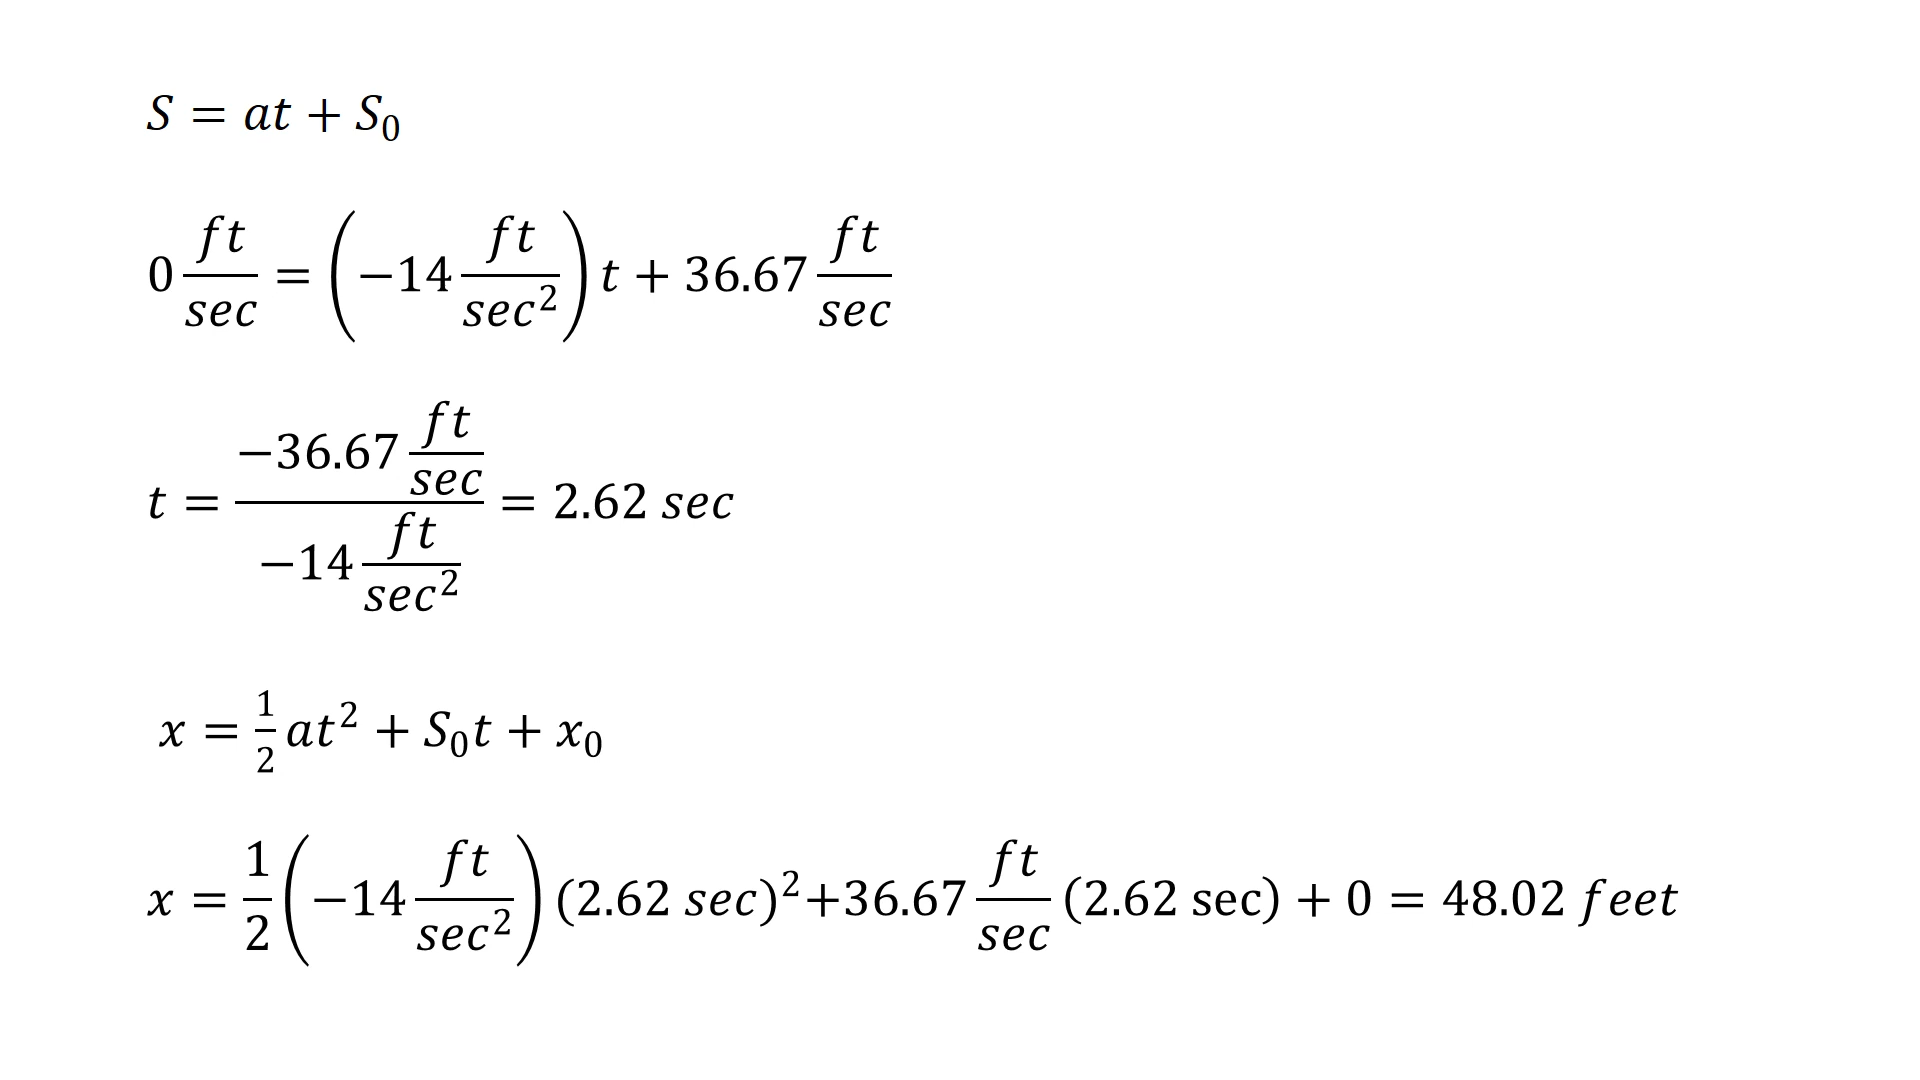 S = at + S₀
0 ft/sec = (−14 ft/sec²) t + 36.67 ft/sec
t = (−36.67 ft/sec)/(−14 ft/sec²) = 2.62 sec
x = 1/2 at² + S₀t + x₀
x = 1/2 (−14 ft/sec²) (2.62 sec)²+36.67 ft/sec (2.62 sec) + 0 = 48.02 feet